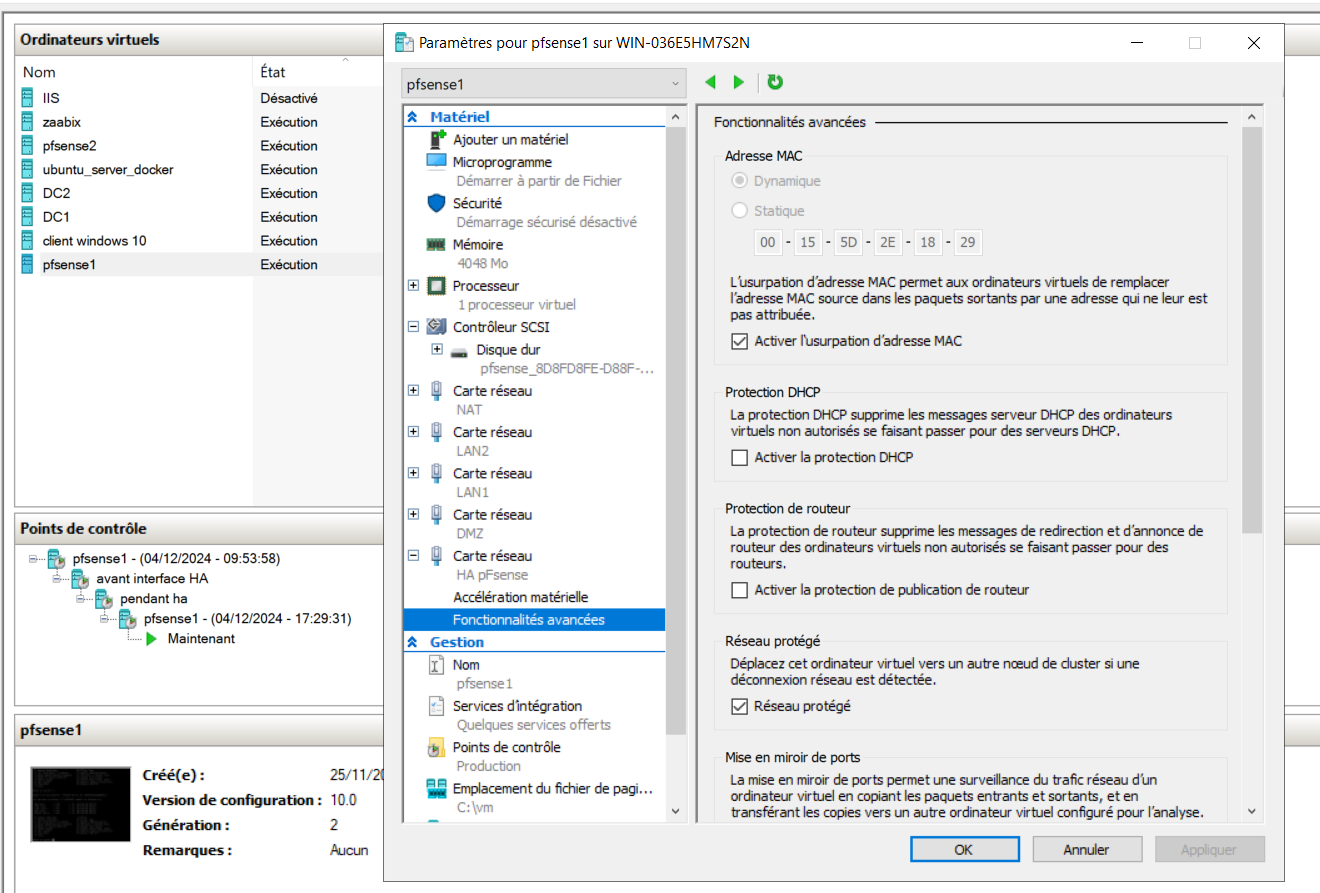 Ordinateurs virtuels
Nom
État
IIS
Désactivé
zaabix
Exécution
pfsense2
Exécution
ubuntu_server_docker
Exécution
DC2
Exécution
DC1
Exécution
client windows 10
Exécution
pfsense1
Exécution
Points de contrôle
pfsense1 - (04/12/2024 - 09:53:58)
avant interface HA
pendant ha
pfsense1 - (04/12/2024 - 17:29:31)
Maintenant
pfsense1
Créé(e) :
25/11/20
Version de configuration :
10.0
Génération :
2
Remarques :
Aucun
Paramètres pour pfsense1 sur WIN-036E5HM7S2N
pfsense1
Matériel
Ajouter un matériel
Microprogramme
Démarrer à partir de Fichier
Sécurité
Démarrage sécurisé désactivé
Mémoire
4048 Mo
Processeur
1 processeur virtuel
Contrôleur SCSI
Disque dur
pfsense_8D8FD8FE-D88F-...
Carte réseau
NAT
Carte réseau
LAN2
Carte réseau
LAN1
Carte réseau
DMZ
Carte réseau
HA pFsense
Accélération matérielle
Fonctionnalités avancées
Gestion
Nom
pfsense1
Services d'intégration
Quelques services offerts
Points de contrôle
Production
Emplacement du fichier de pagi...
C:\vm
Fonctionnalités avancées
Adresse MAC
Dynamique
Statique
00 - 15 - 5D - 2E - 18 - 29
L'usurpation d'adresse MAC permet aux ordinateurs virtuels de remplacer
l'adresse MAC source dans les paquets sortants par une adresse qui ne leur est
pas attribuée.
Activer l'usurpation d'adresse MAC
Protection DHCP
La protection DHCP supprime les messages serveur DHCP des ordinateurs
virtuels non autorisés se faisant passer pour des serveurs DHCP.
Activer la protection DHCP
Protection de routeur
La protection de routeur supprime les messages de redirection et d'annonce de
routeur des ordinateurs virtuels non autorisés se faisant passer pour des
routeurs.
Activer la protection de publication de routeur
Réseau protégé
Déplacez cet ordinateur virtuel vers un autre nœud de cluster si une
déconnexion réseau est détectée.
Réseau protégé
Mise en miroir de ports
La mise en miroir de ports permet une surveillance du trafic réseau d'un
ordinateur virtuel en copiant les paquets entrants et sortants, et en
transférant les copies vers un autre ordinateur virtuel configuré pour l'analyse.
OK
Annuler
Appliquer